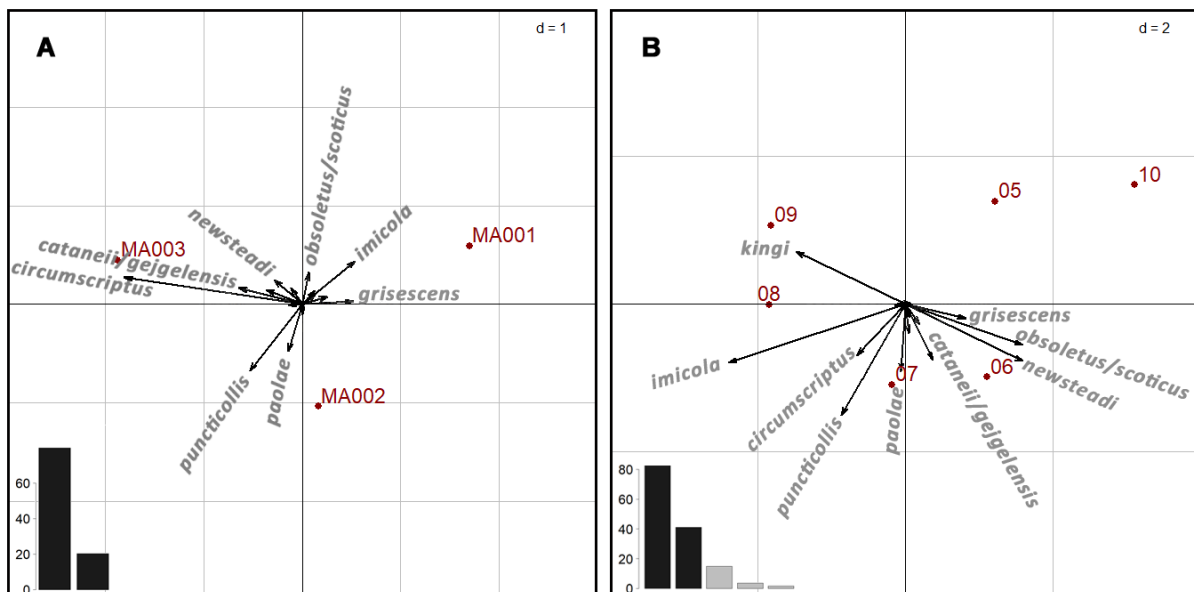 A
d = 1
obsoletus/scoticus
newsteadi
imicola
MA001
MA003
cataneii/gejgelensis
circumscriptus
grisescens
puncticollis
paolae
MA002
60
40
20
0
B
d = 2
10
05
09
kingi
08
grisescens
obsoletus/scoticus
newsteadi
imicola
circumscriptus
07
06
cataneii/gejgelensis
paolae
puncticollis
80
60
40
20
0